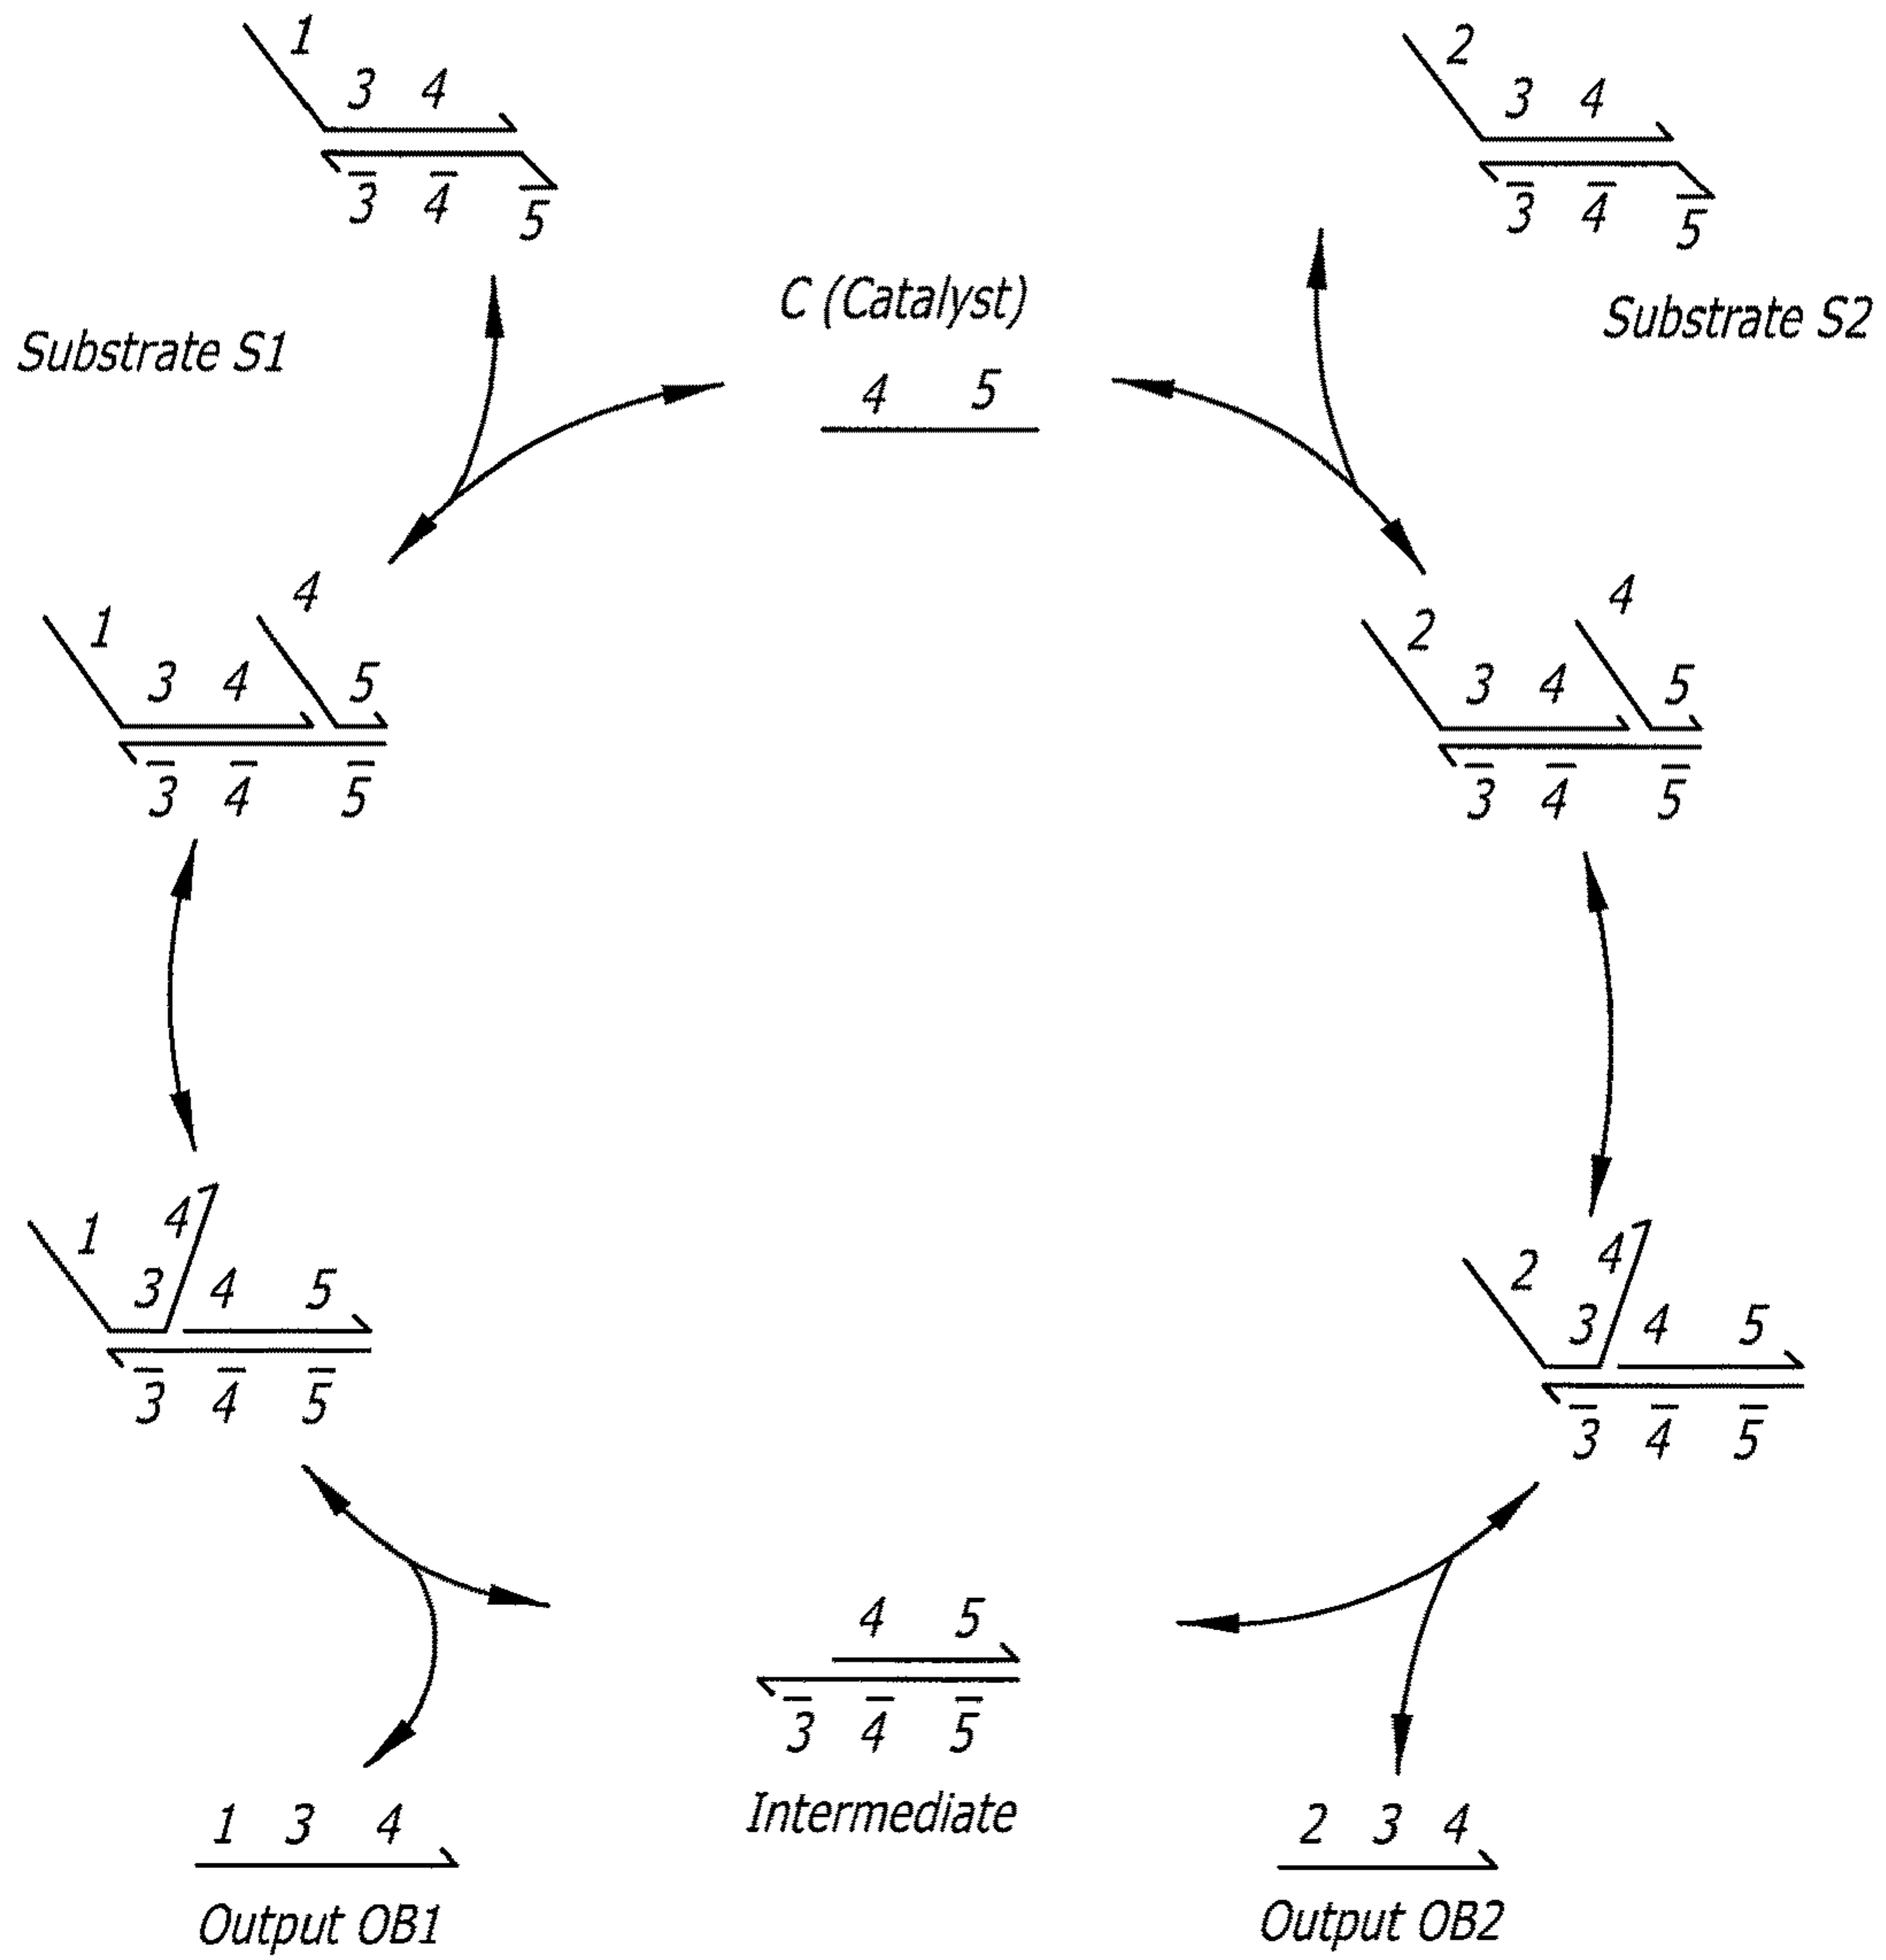 1
3 4
3̅ 4̅ 5̅
Substrate S1
2
3 4
3̅ 4̅ 5̅
Substrate S2
C (Catalyst)
4 5
1 3 4 4 5
3̅ 4̅ 5̅
2 3 4 4 5
3̅ 4̅ 5̅
1 3 4 4 5
3̅ 4̅ 5̅
2 3 4 4 5
3̅ 4̅ 5̅
4 5
3̅ 4̅ 5̅
Intermediate
1 3 4
Output OB1
2 3 4
Output OB2